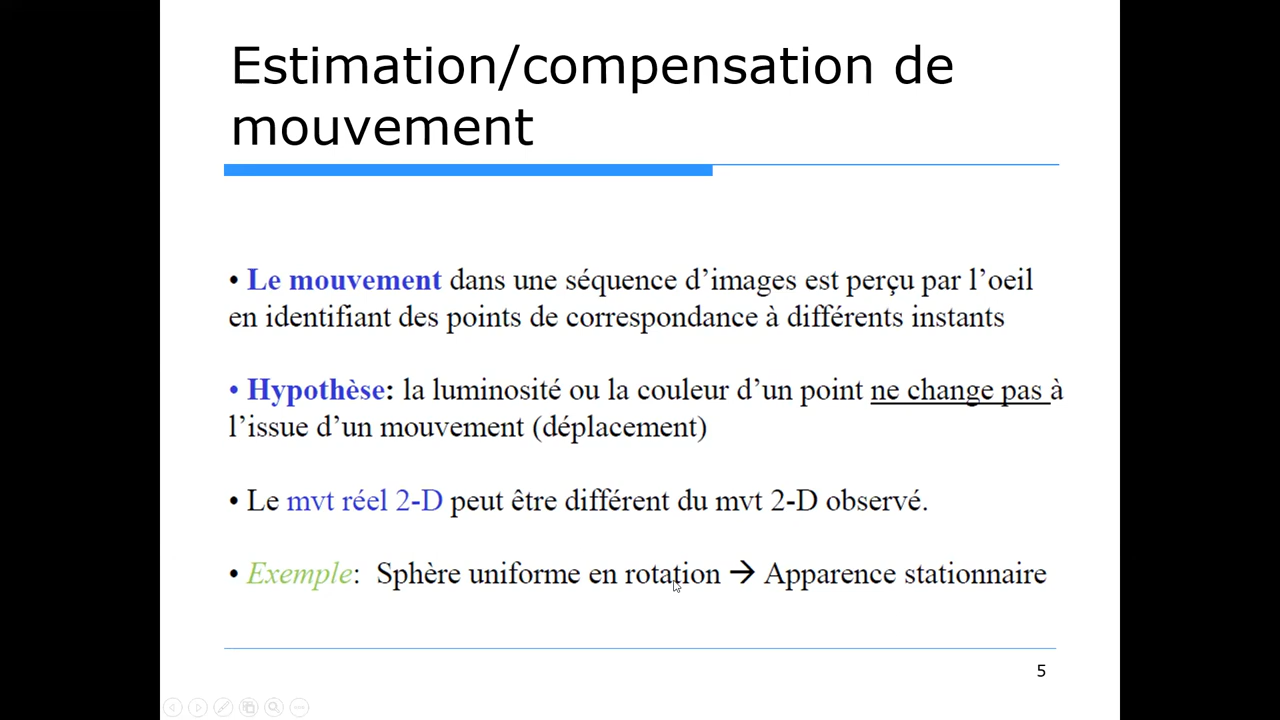 Estimation/compensation de
mouvement
• Le mouvement dans une séquence d’images est perçu par l’oeil
en identifiant des points de correspondance à différents instants
• Hypothèse: la luminosité ou la couleur d’un point ne change pas à
l’issue d’un mouvement (déplacement)
• Le mvt réel 2-D peut être différent du mvt 2-D observé.
• Exemple: Sphère uniforme en rotation → Apparence stationnaire
5